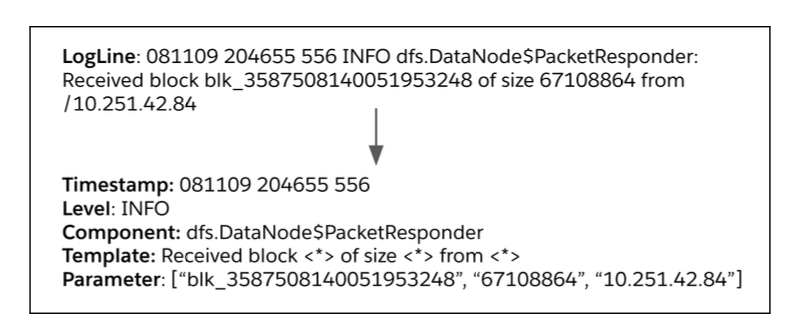 LogLine: 081109 204655 556 INFO dfs.DataNode$PacketResponder:
Received block blk_3587508140051953248 of size 67108864 from
/10.251.42.84
Timestamp: 081109 204655 556
Level: INFO
Component: dfs.DataNode$PacketResponder
Template: Received block <*> of size <*> from <*>
Parameter: [“blk_3587508140051953248”, “67108864”, “10.251.42.84”]